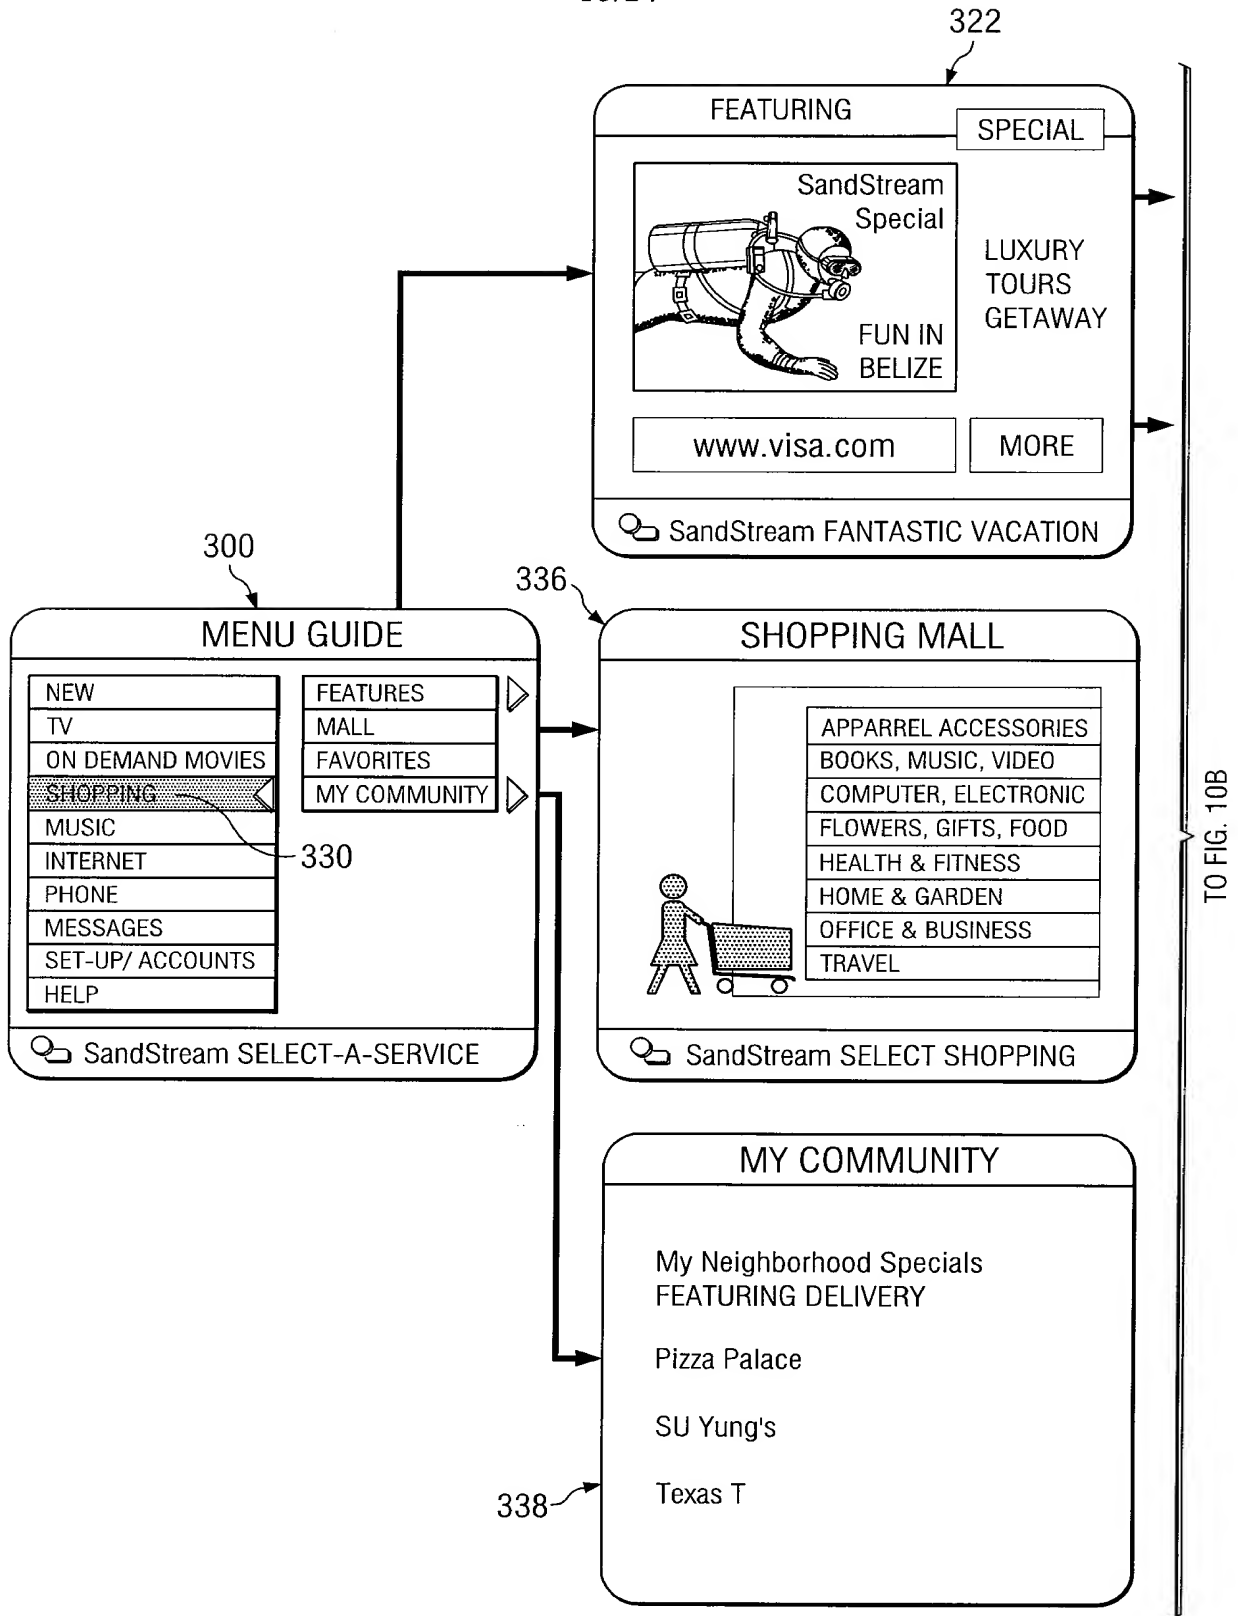 322
FEATURING
SPECIAL
SandStream
Special
FUN IN
BELIZE
LUXURY
TOURS
GETAWAY
www.visa.com
MORE
SandStream FANTASTIC VACATION
300
MENU GUIDE
NEW
TV
ON DEMAND MOVIES
SHOPPING
MUSIC
INTERNET
PHONE
MESSAGES
SET-UP/ ACCOUNTS
HELP
FEATURES
MALL
FAVORITES
MY COMMUNITY
330
SandStream SELECT-A-SERVICE
336
SHOPPING MALL
APPARREL ACCESSORIES
BOOKS, MUSIC, VIDEO
COMPUTER, ELECTRONIC
FLOWERS, GIFTS, FOOD
HEALTH & FITNESS
HOME & GARDEN
OFFICE & BUSINESS
TRAVEL
SandStream SELECT SHOPPING
MY COMMUNITY
My Neighborhood Specials
FEATURING DELIVERY
Pizza Palace
SU Yung's
Texas T
338
TO FIG. 10B